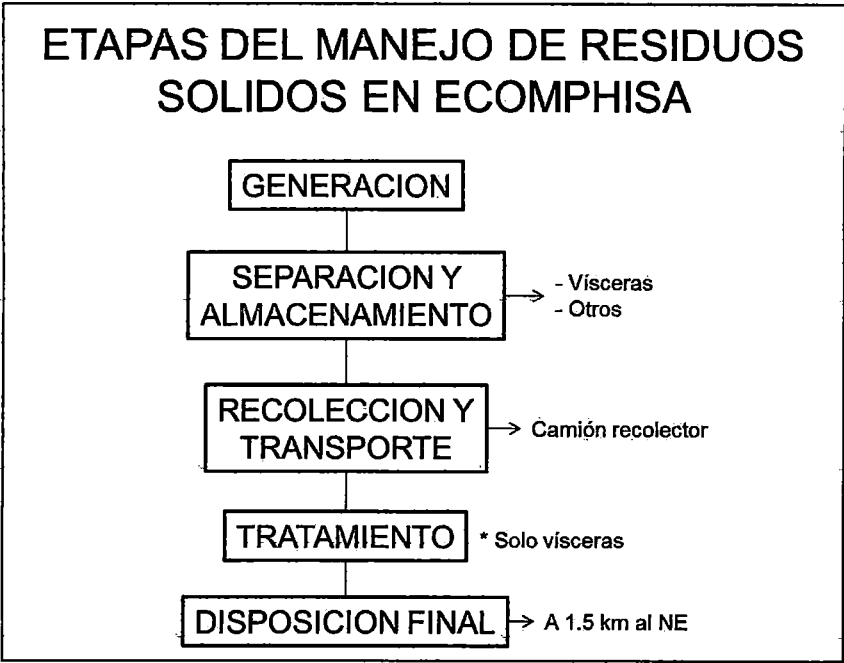 ETAPAS DEL MANEJO DE RESIDUOS
SOLIDOS EN ECOMPHISA
GENERACION
SEPARACION Y
ALMACENAMIENTO
- Vísceras
- Otros
RECOLECCION Y
TRANSPORTE
Camión recolector
TRATAMIENTO
* Solo vísceras
DISPOSICION FINAL
A 1.5 km al NE